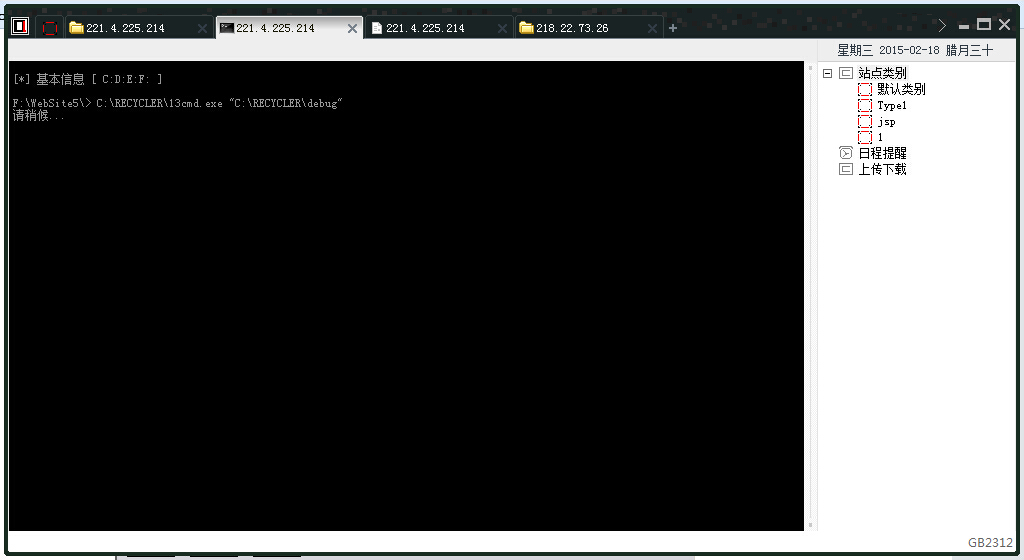 221.4.225.214
221.4.225.214
221.4.225.214
218.22.73.26
星期三 2015-02-18 腊月三十
[*] 基本信息 [ C:D:E:F: ]
F:\WebSite5\> C:\RECYCLER\13cmd.exe "C:\RECYCLER\debug"
请稍候...
站点类别
默认类别
Type1
jsp
1
日程提醒
上传下载
GB2312